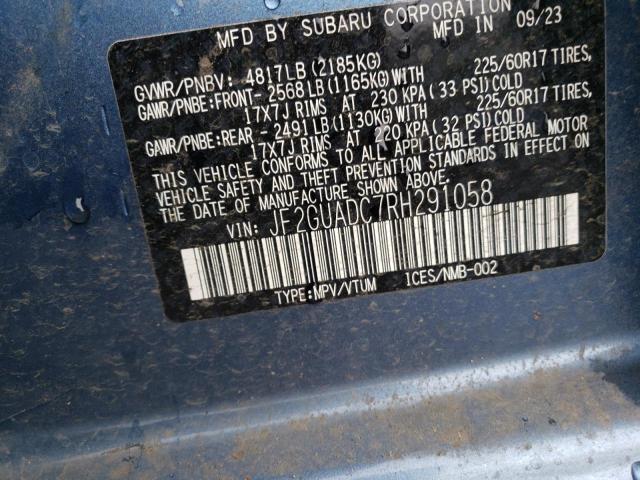 MFD BY SUBARU CORPORATION
MFD IN 09/23
GVWR/PNBV: 4817LB (2185KG)
GAWR/PNBE:FRONT- 2568 LB (1165KG) WITH 225/60R17 TIRES,
17X7J RIMS AT 230 KPA (33 PSI) COLD
GAWR/PNBE:REAR - 2491 LB (1130KG) WITH 225/60R17 TIRES,
17X7J RIMS AT 220 KPA (32 PSI) COLD
THIS VEHICLE CONFORMS TO ALL APPLICABLE FEDERAL MOTOR
VEHICLE SAFETY AND THEFT PREVENTION STANDARDS IN EFFECT ON
THE DATE OF MANUFACTURE SHOWN ABOVE.
VIN: JF2GUADC7RH291058
TYPE:MPV/VTUM ICES/NMB-002